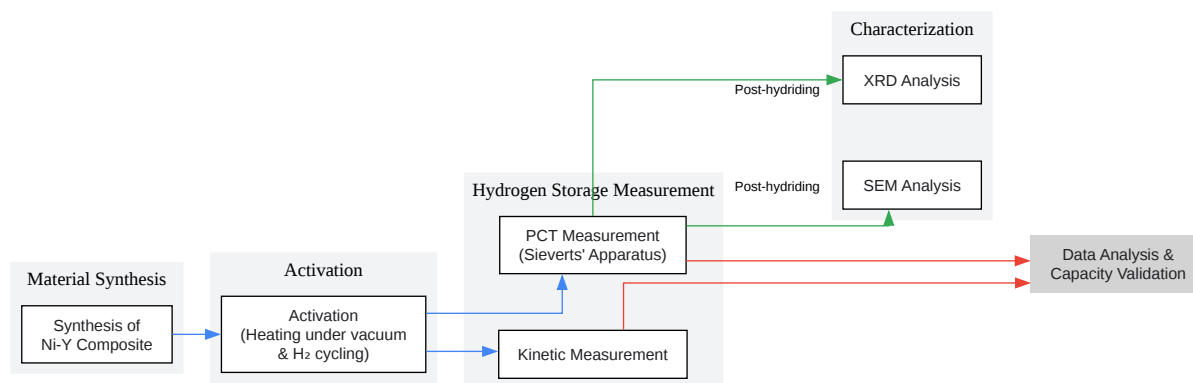 Characterization
XRD Analysis
Post-hydriding
SEM Analysis
Post-hydriding
Hydrogen Storage Measurement
PCT Measurement
(Sieverts' Apparatus)
Kinetic Measurement
Data Analysis &
Capacity Validation
Activation
Activation
(Heating under vacuum
& H₂ cycling)
Material Synthesis
Synthesis of
Ni-Y Composite